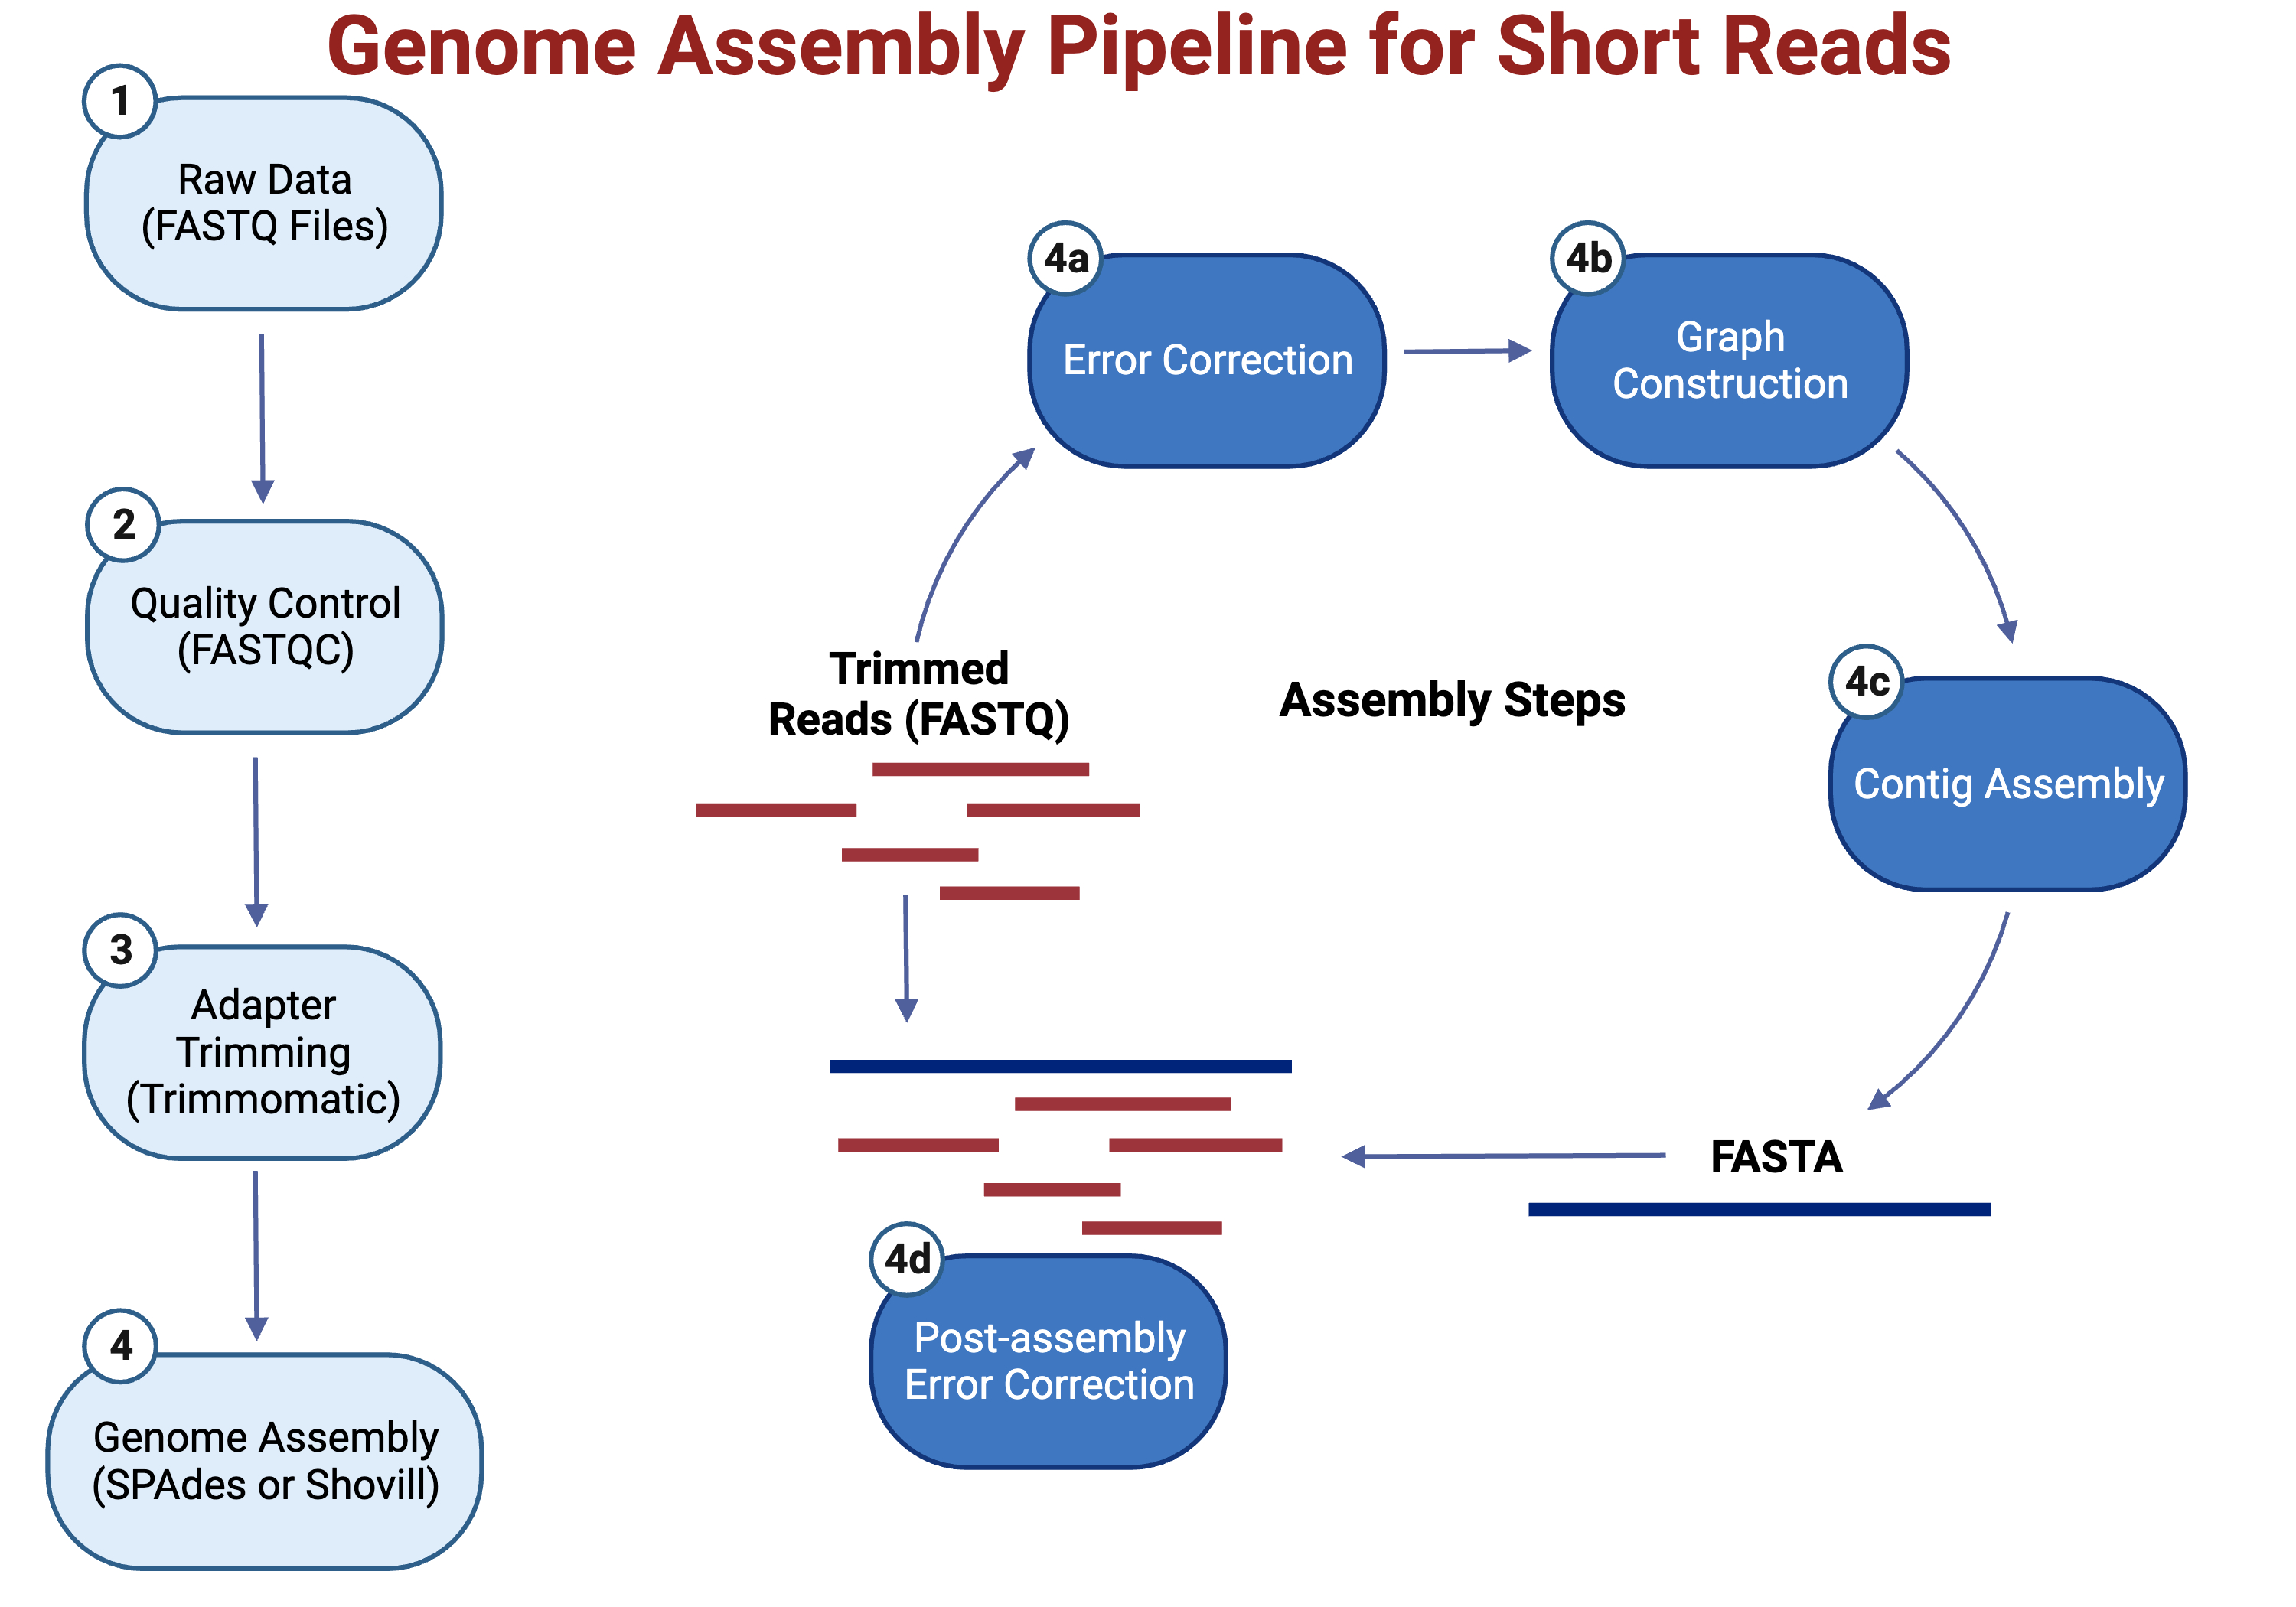 Genome Assembly Pipeline for Short Reads
1
Raw Data
(FASTQ Files)
2
Quality Control
(FASTQC)
3
Adapter
Trimming
(Trimmomatic)
4
Genome Assembly
(SPAdes or Shovill)
4a
Error Correction
4b
Graph
Construction
Trimmed
Reads (FASTQ)
Assembly Steps
4c
Contig Assembly
FASTA
4d
Post-assembly
Error Correction